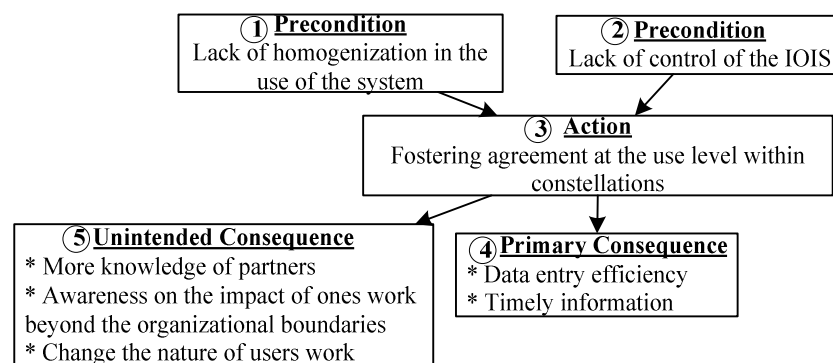 ① Precondition
Lack of homogenization in the
use of the system
② Precondition
Lack of control of the IOIS
③ Action
Fostering agreement at the use level within
constellations
⑤ Unintended Consequence
* More knowledge of partners
* Awareness on the impact of ones work
beyond the organizational boundaries
* Change the nature of users work
④ Primary Consequence
* Data entry efficiency
* Timely information